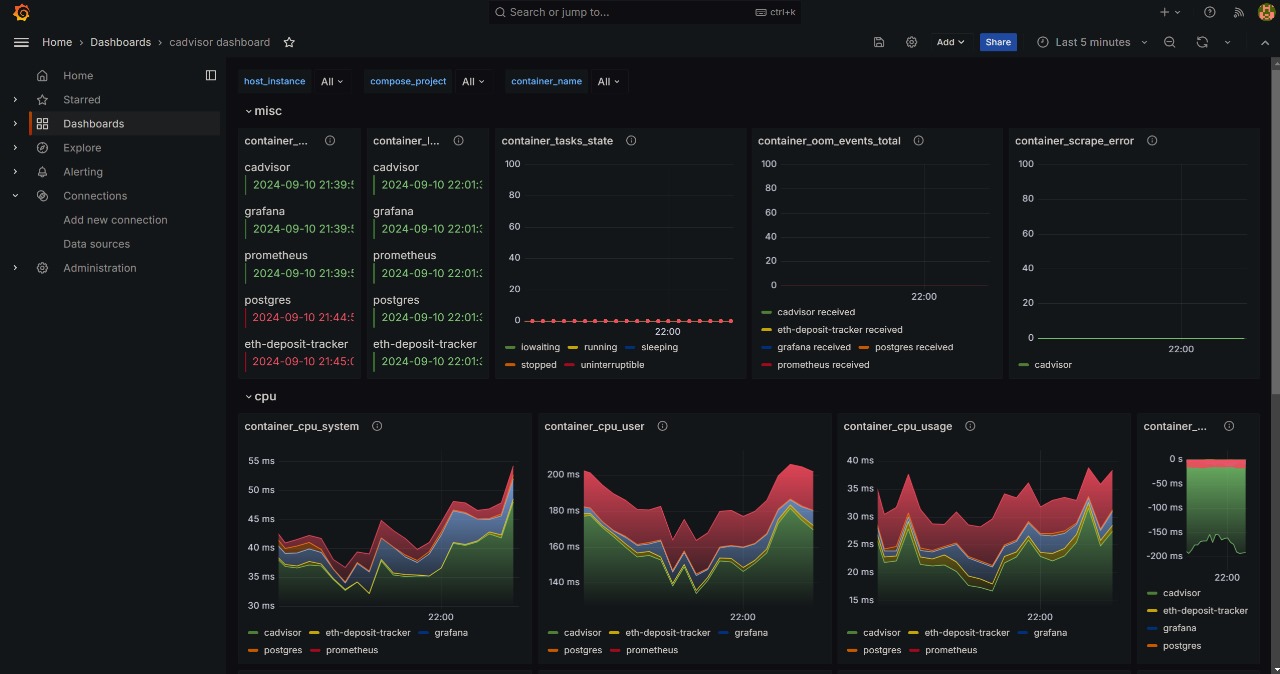 Search or jump to... ctrl+k
Home › Dashboards › cadvisor dashboard
Add Share Last 5 minutes
Home
Starred
Dashboards
Explore
Alerting
Connections
Add new connection
Data sources
Administration
host_instance All compose_project All container_name All
misc
container_...
cadvisor
2024-09-10 21:39:5
grafana
2024-09-10 21:39:5
prometheus
2024-09-10 21:39:5
postgres
2024-09-10 21:44:5
eth-deposit-tracker
2024-09-10 21:45:0
container_l...
cadvisor
2024-09-10 22:01:3
grafana
2024-09-10 22:01:3
prometheus
2024-09-10 22:01:3
postgres
2024-09-10 22:01:3
eth-deposit-tracker
2024-09-10 22:01:3
container_tasks_state
100
80
60
40
20
0
22:00
iowaiting running sleeping
stopped uninterruptible
container_oom_events_total
100
80
60
40
20
0
22:00
cadvisor received
eth-deposit-tracker received
grafana received postgres received
prometheus received
container_scrape_error
100
80
60
40
20
0
22:00
cadvisor
cpu
container_cpu_system
55 ms
50 ms
45 ms
40 ms
35 ms
30 ms
22:00
cadvisor eth-deposit-tracker grafana
postgres prometheus
container_cpu_user
200 ms
180 ms
160 ms
140 ms
22:00
cadvisor eth-deposit-tracker grafana
postgres prometheus
container_cpu_usage
40 ms
35 ms
30 ms
25 ms
20 ms
15 ms
22:00
cadvisor eth-deposit-tracker grafana
postgres prometheus
container_...
0 s
-50 ms
-100 ms
-150 ms
-200 ms
22:00
cadvisor
eth-deposit-tracker
grafana
postgres